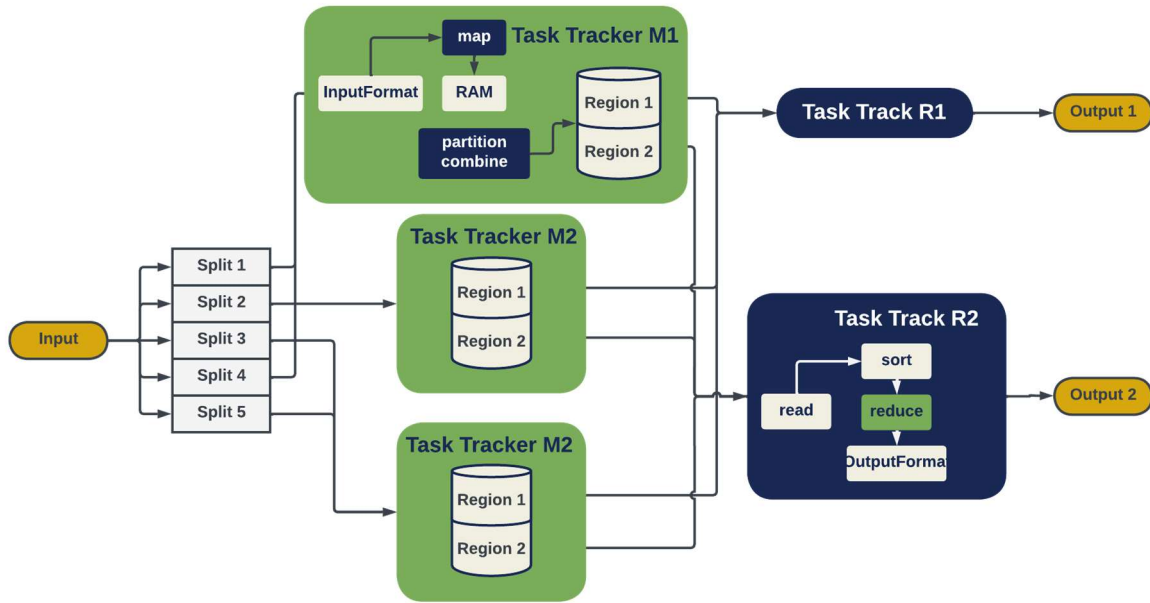 Task Tracker M1
map
InputFormat
RAM
partition
combine
Region 1
Region 2
Task Track R1
Output 1
Input
Split 1
Split 2
Split 3
Split 4
Split 5
Task Tracker M2
Region 1
Region 2
Task Tracker M2
Region 1
Region 2
Task Track R2
sort
read
reduce
OutputFormat
Output 2